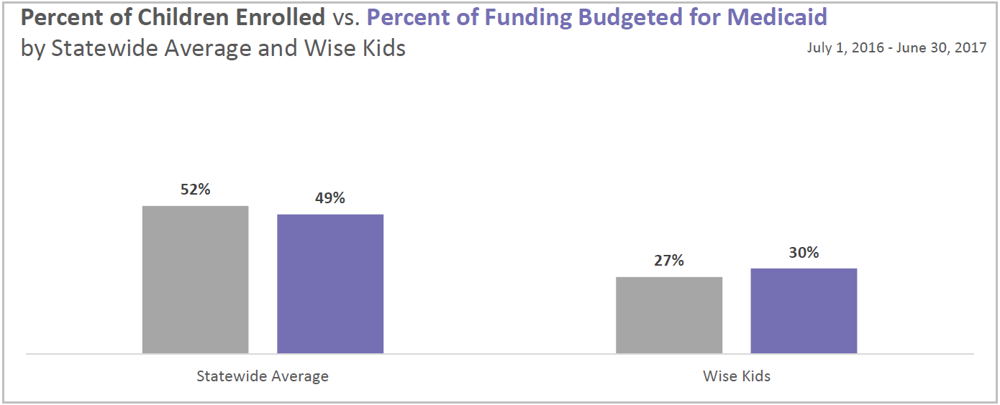 Percent of Children Enrolled vs. Percent of Funding Budgeted for Medicaid
by Statewide Average and Wise Kids
July 1, 2016 - June 30, 2017
52%
49%
27%
30%
Statewide Average
Wise Kids